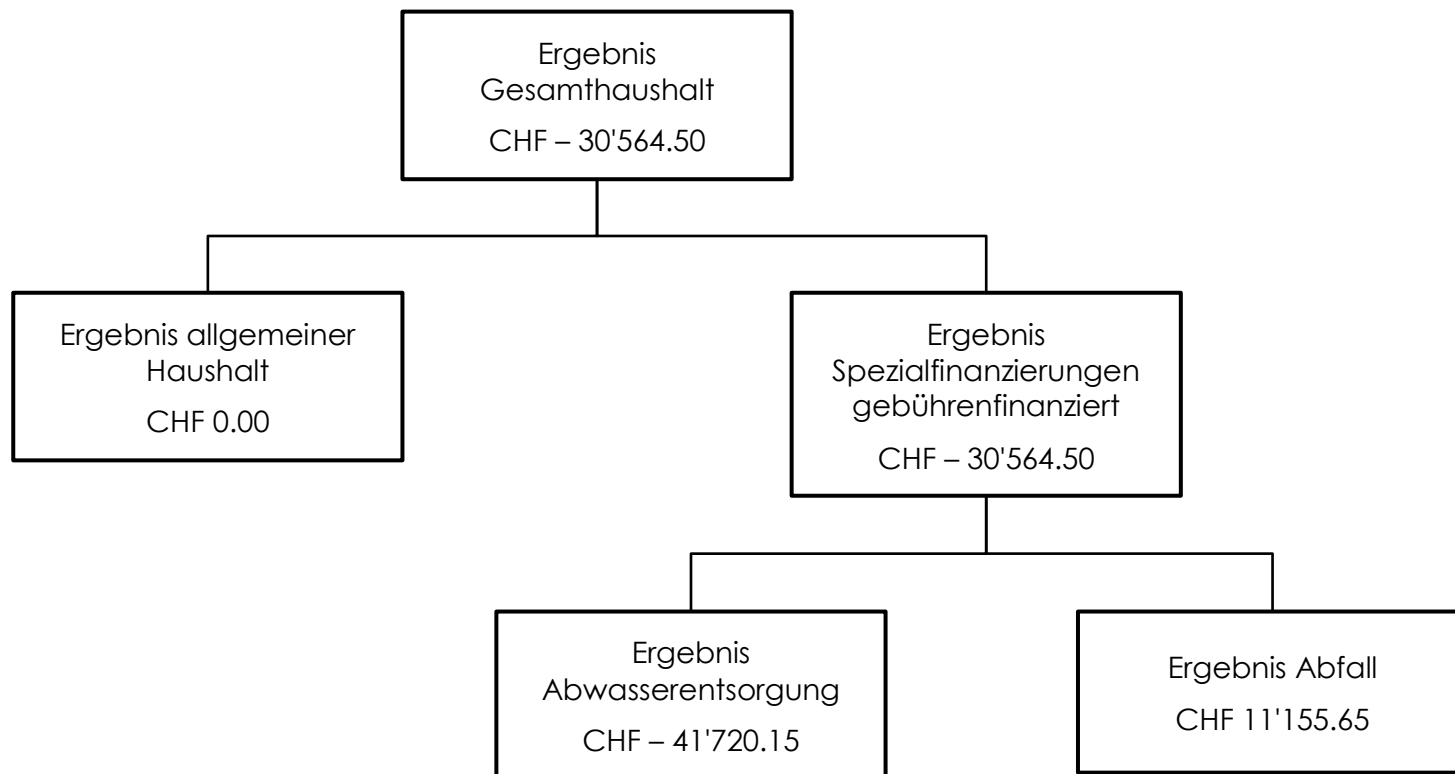 Ergebnis
Gesamthaushalt
CHF – 30'564.50
Ergebnis allgemeiner
Haushalt
CHF 0.00
Ergebnis
Spezialfinanzierungen
gebührenfinanziert
CHF – 30'564.50
Ergebnis
Abwasserentsorgung
CHF – 41'720.15
Ergebnis Abfall
CHF 11'155.65